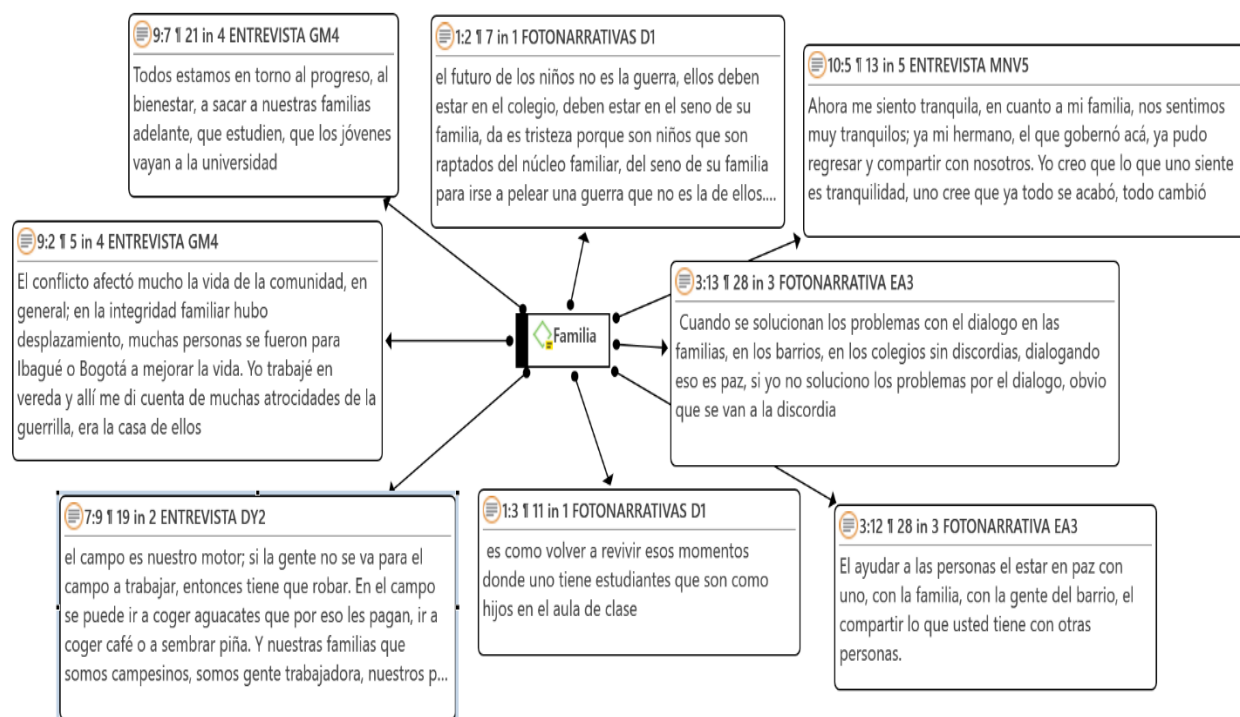 9:7 ¶ 21 in 4 ENTREVISTA GM4
Todos estamos en torno al progreso, al
bienestar, a sacar a nuestras familias
adelante, que estudien, que los jóvenes
vayan a la universidad
1:2 ¶ 7 in 1 FOTONARRATIVAS D1
el futuro de los niños no es la guerra, ellos deben
estar en el colegio, deben estar en el seno de su
familia, da es tristeza porque son niños que son
raptados del núcleo familiar, del seno de su familia
para irse a pelear una guerra que no es la de ellos....
10:5 ¶ 13 in 5 ENTREVISTA MNV5
Ahora me siento tranquila, en cuanto a mi familia, nos sentimos
muy tranquilos; ya mi hermano, el que gobernó acá, ya pudo
regresar y compartir con nosotros. Yo creo que lo que uno siente
es tranquilidad, uno cree que ya todo se acabó, todo cambió
9:2 ¶ 5 in 4 ENTREVISTA GM4
El conflicto afectó mucho la vida de la comunidad, en
general; en la integridad familiar hubo
desplazamiento, muchas personas se fueron para
Ibagué o Bogotá a mejorar la vida. Yo trabajé en
vereda y allí me di cuenta de muchas atrocidades de la
guerrilla, era la casa de ellos
Familia
3:13 ¶ 28 in 3 FOTONARRATIVA EA3
Cuando se solucionan los problemas con el dialogo en las
familias, en los barrios, en los colegios sin discordias, dialogando
eso es paz, si yo no soluciono los problemas por el dialogo, obvio
que se van a la discordia
7:9 ¶ 19 in 2 ENTREVISTA DY2
el campo es nuestro motor; si la gente no se va para el
campo a trabajar, entonces tiene que robar. En el campo
se puede ir a coger aguacates que por eso les pagan, ir a
coger café o a sembrar piña. Y nuestras familias que
somos campesinos, somos gente trabajadora, nuestros p...
1:3 ¶ 11 in 1 FOTONARRATIVAS D1
es como volver a revivir esos momentos
donde uno tiene estudiantes que son como
hijos en el aula de clase
3:12 ¶ 28 in 3 FOTONARRATIVA EA3
El ayudar a las personas el estar en paz con
uno, con la familia, con la gente del barrio, el
compartir lo que usted tiene con otras
personas.